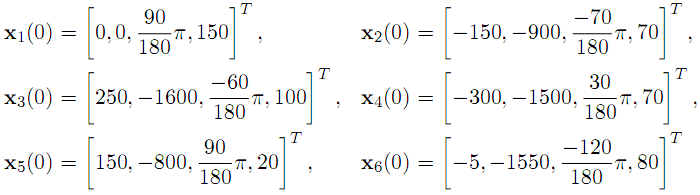 x₁(0) = [0, 0, 90/180 π, 150]ᵀ, x₂(0) = [−150, −900, −70/180 π, 70]ᵀ,
x₃(0) = [250, −1600, −60/180 π, 100]ᵀ, x₄(0) = [−300, −1500, 30/180 π, 70]ᵀ,
x₅(0) = [150, −800, 90/180 π, 20]ᵀ, x₆(0) = [−5, −1550, −120/180 π, 80]ᵀ